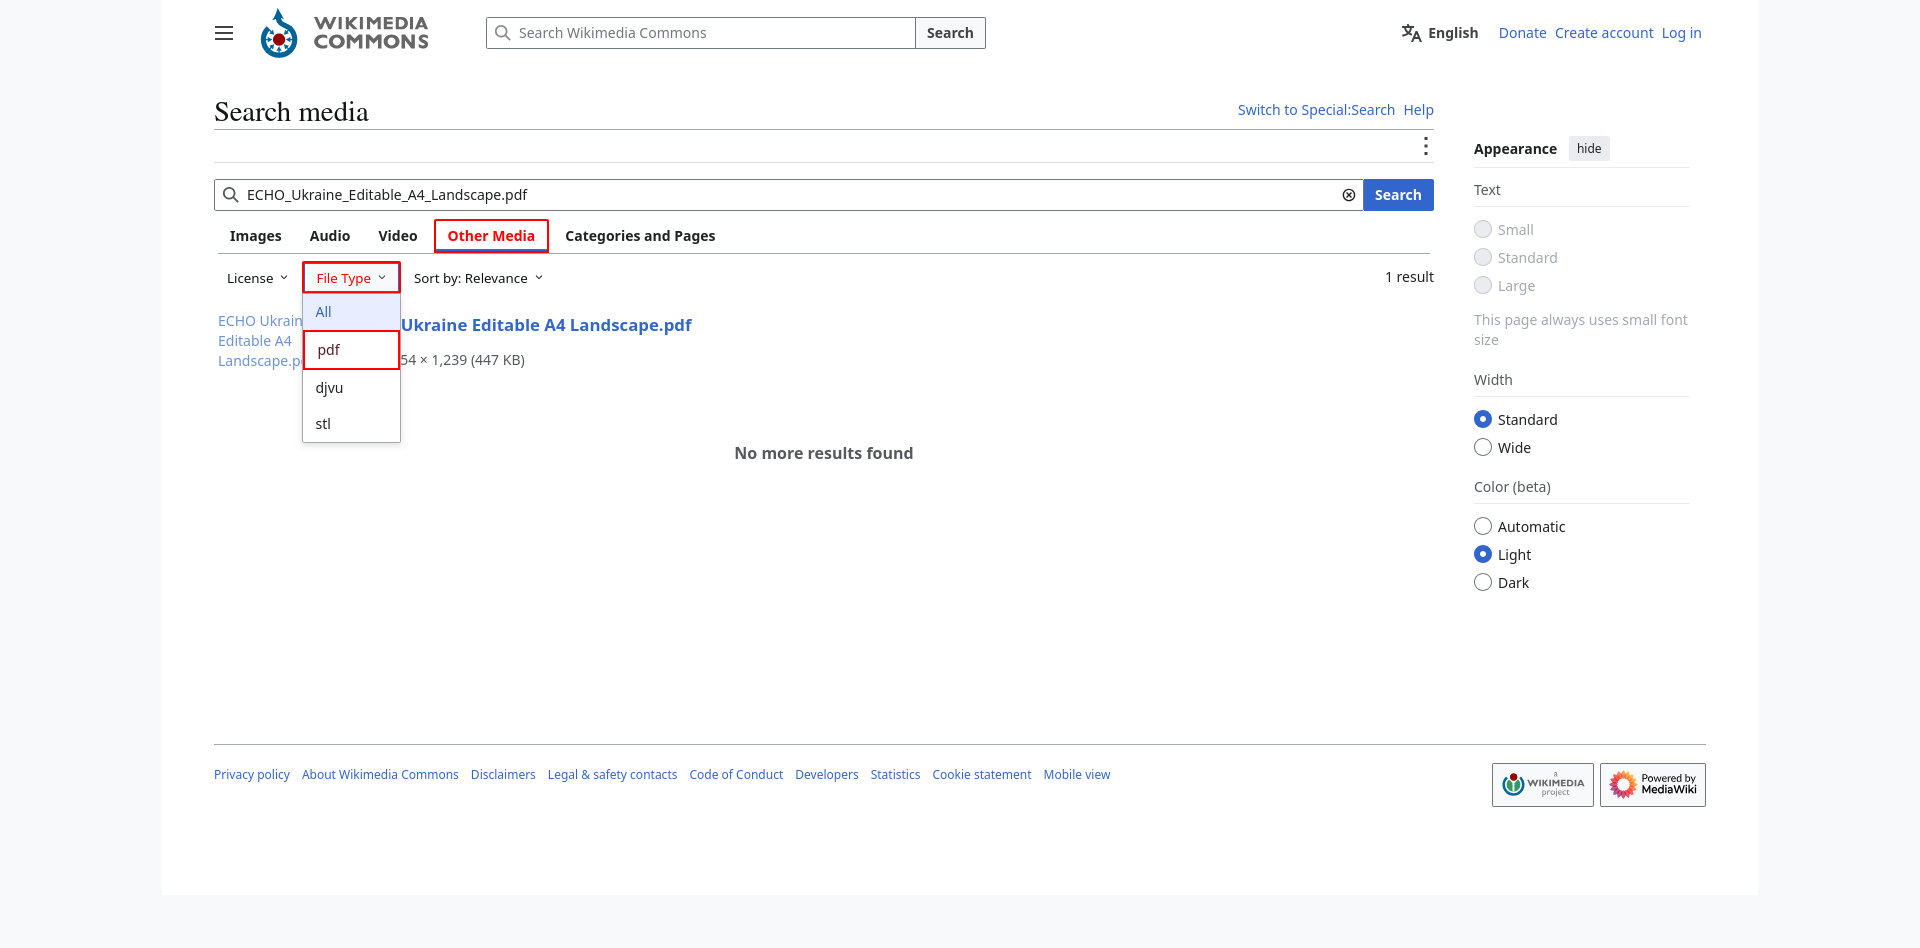 WIKIMEDIA
COMMONS
Search Wikimedia Commons
Search
English
Donate Create account Log in
Search media
Switch to Special:Search Help
ECHO_Ukraine_Editable_A4_Landscape.pdf
Search
Images Audio Video Other Media Categories and Pages
License File Type Sort by: Relevance
1 result
All
pdf
djvu
stl
ECHO Ukrain
Editable A4
Landscape.p
Ukraine Editable A4 Landscape.pdf
54 × 1,239 (447 KB)
No more results found
Appearance hide
Text
Small
Standard
Large
This page always uses small font
size
Width
Standard
Wide
Color (beta)
Automatic
Light
Dark
Privacy policy About Wikimedia Commons Disclaimers Legal & safety contacts Code of Conduct Developers Statistics Cookie statement Mobile view
a
WIKIMEDIA
project
Powered by
MediaWiki